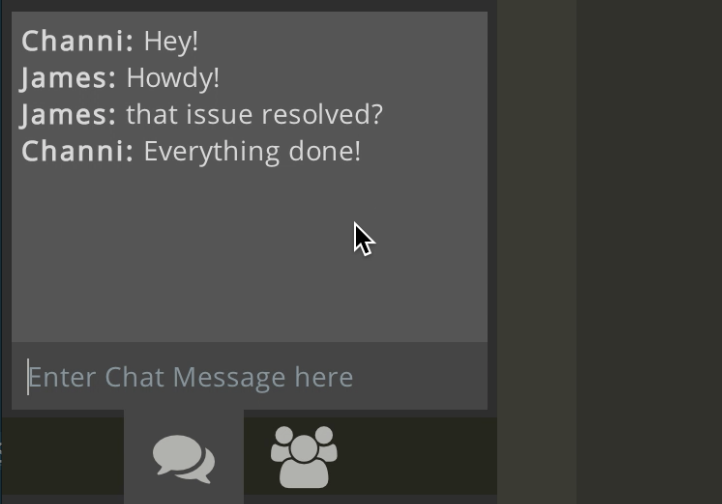 Channi: Hey!
James: Howdy!
James: that issue resolved?
Channi: Everything done!
Enter Chat Message here